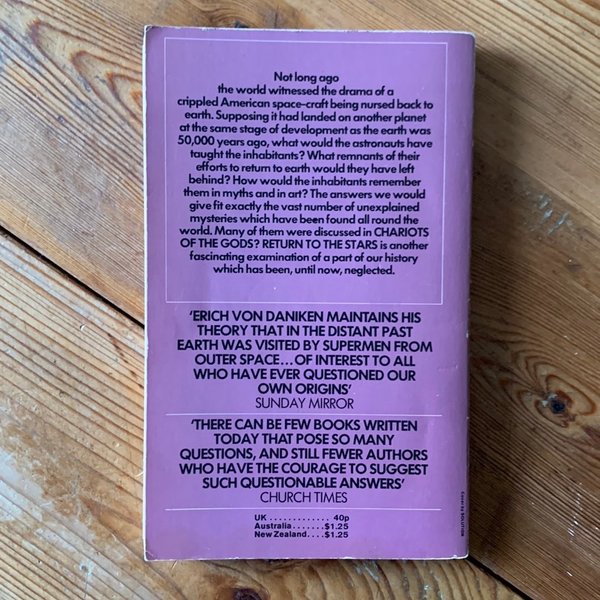 Not long ago
the world witnessed the drama of a
crippled American space-craft being nursed back to
earth. Supposing it had landed on another planet
at the same stage of development as the earth was
50,000 years ago, what would the astronauts have
taught the inhabitants? What remnants of their
efforts to return to earth would they have left
behind? How would the inhabitants remember
them in myths and in art? The answers we would
give fit exactly the vast number of unexplained
mysteries which have been found all round the
world. Many of them were discussed in CHARIOTS
OF THE GODS? RETURN TO THE STARS is another
fascinating examination of a part of our history
which has been, until now, neglected.
‘ERICH VON DANIKEN MAINTAINS HIS
THEORY THAT IN THE DISTANT PAST
EARTH WAS VISITED BY SUPERMEN FROM
OUTER SPACE...OF INTEREST TO ALL
WHO HAVE EVER QUESTIONED OUR
OWN ORIGINS’
SUNDAY MIRROR
‘THERE CAN BE FEW BOOKS WRITTEN
TODAY THAT POSE SO MANY
QUESTIONS, AND STILL FEWER AUTHORS
WHO HAVE THE COURAGE TO SUGGEST
SUCH QUESTIONABLE ANSWERS’
CHURCH TIMES
UK ............. 40p
Australia.......$1.25
New Zealand....$1.25
Cover by SOLUTION